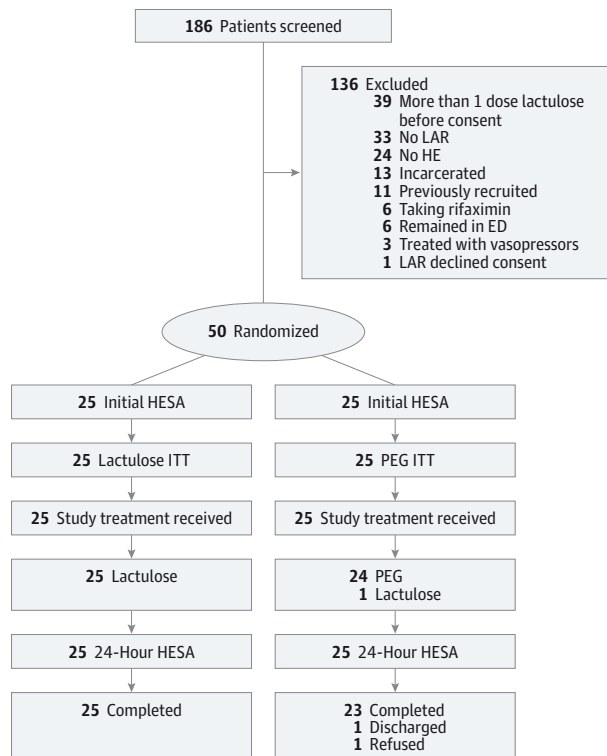 186 Patients screened
136 Excluded
39 More than 1 dose lactulose
before consent
33 No LAR
24 No HE
13 Incarcerated
11 Previously recruited
6 Taking rifaximin
6 Remained in ED
3 Treated with vasopressors
1 LAR declined consent
50 Randomized
25 Initial HESA
25 Lactulose ITT
25 Study treatment received
25 Lactulose
25 24-Hour HESA
25 Completed
25 Initial HESA
25 PEG ITT
25 Study treatment received
24 PEG
1 Lactulose
25 24-Hour HESA
23 Completed
1 Discharged
1 Refused